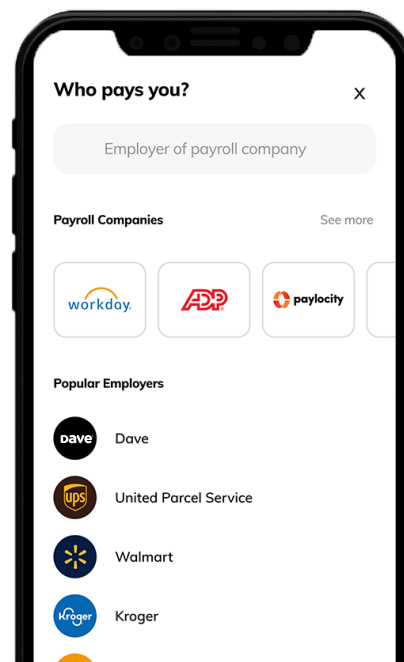 Who pays you?
X
Employer of payroll company
Payroll Companies
See more
workday.
ADP
paylocity
Popular Employers
DAVE
Dave
ups
United Parcel Service
Walmart
Kroger
Kroger